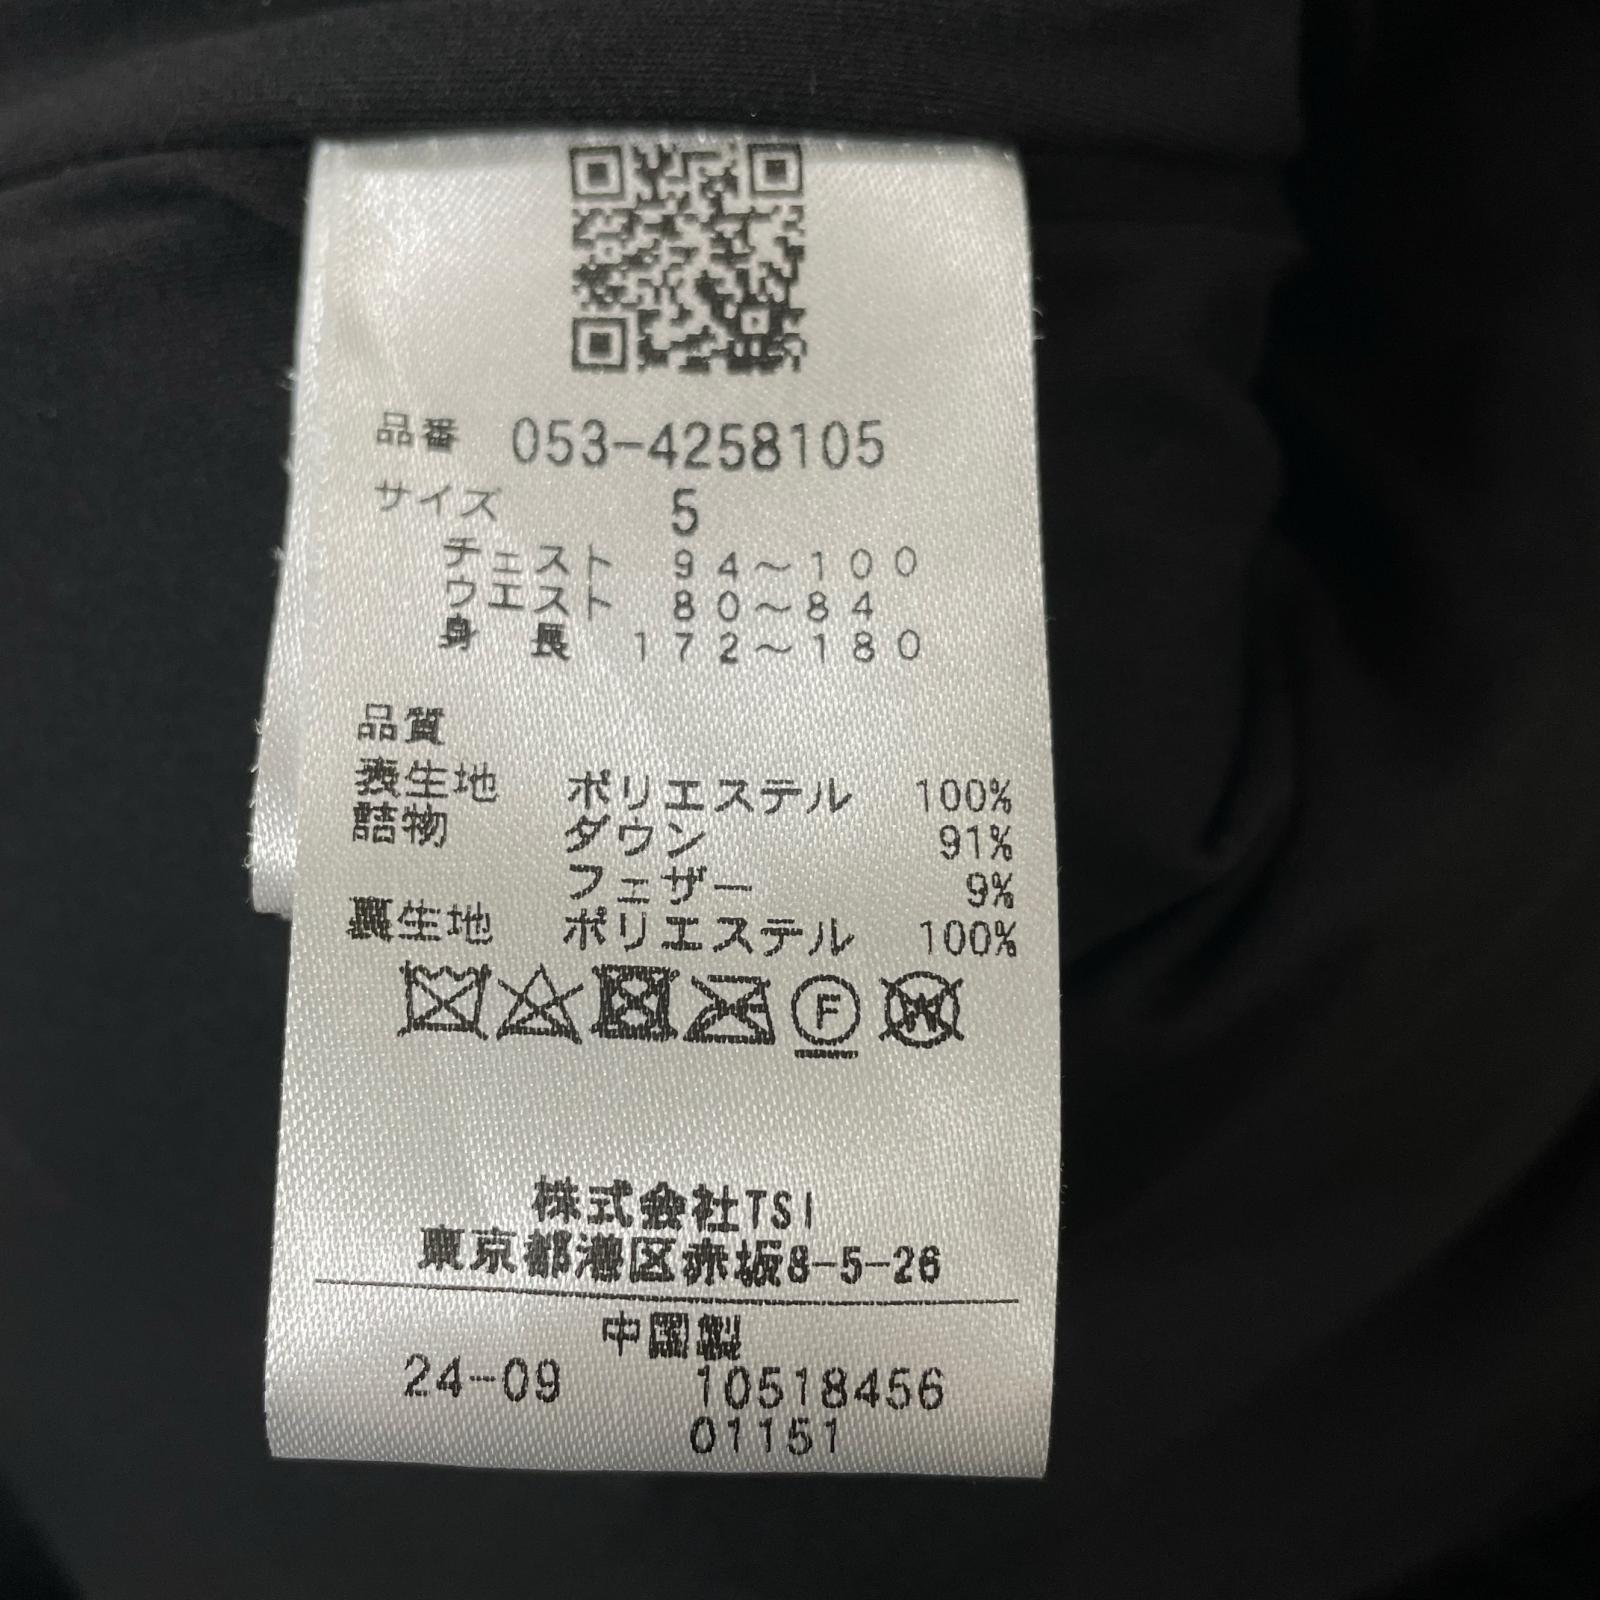 品番 053-4258105
サイズ 5
チェスト 94～100
ウエスト 80～84
身長 172～180
品質
表生地 ポリエステル 100%
詰物 ダウン 91%
フェザー 9%
裏生地 ポリエステル 100%
F W
株式会社TSI
東京都港区赤坂8-5-26
中国製
24-09 10518456
01151